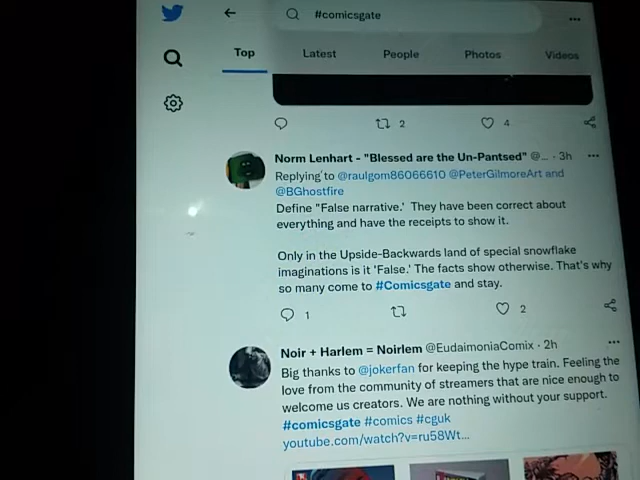 #comicsgate
Top Latest People Photos Videos
2 4
Norm Lenhart - "Blessed are the Un-Pantsed" @... · 3h
Replying to @raulgom86066610 @PeterGilmoreArt and
@BGhostfire
Define "False narrative.' They have been correct about
everything and have the receipts to show it.
Only in the Upside-Backwards land of special snowflake
imaginations is it 'False.' The facts show otherwise. That's why
so many come to #Comicsgate and stay.
1 2
Noir + Harlem = Noirlem @EudaimoniaComix · 2h
Big thanks to @jokerfan for keeping the hype train. Feeling the
love from the community of streamers that are nice enough to
welcome us creators. We are nothing without your support.
#comicsgate #comics #cguk
youtube.com/watch?v=ru58Wt...